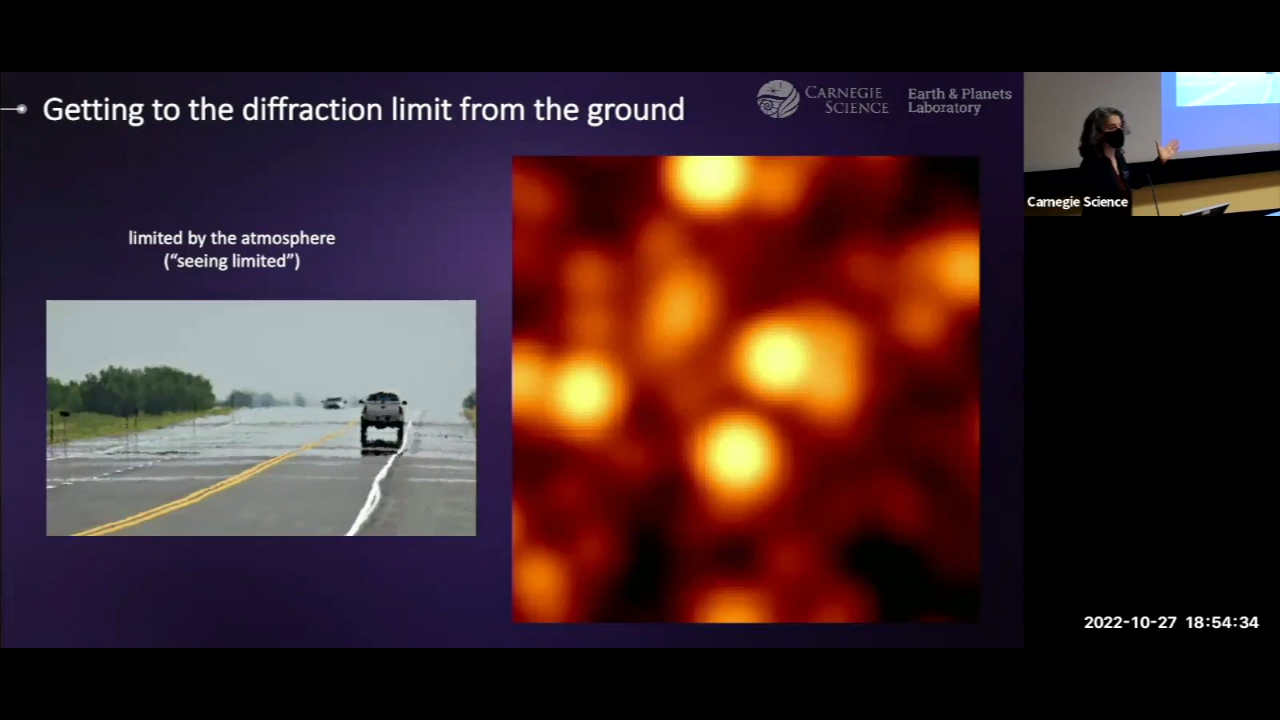 Getting to the diffraction limit from the ground
CARNEGIE
SCIENCE
Earth & Planets
Laboratory
limited by the atmosphere
(“seeing limited”)
Carnegie Science
2022-10-27 18:54:34